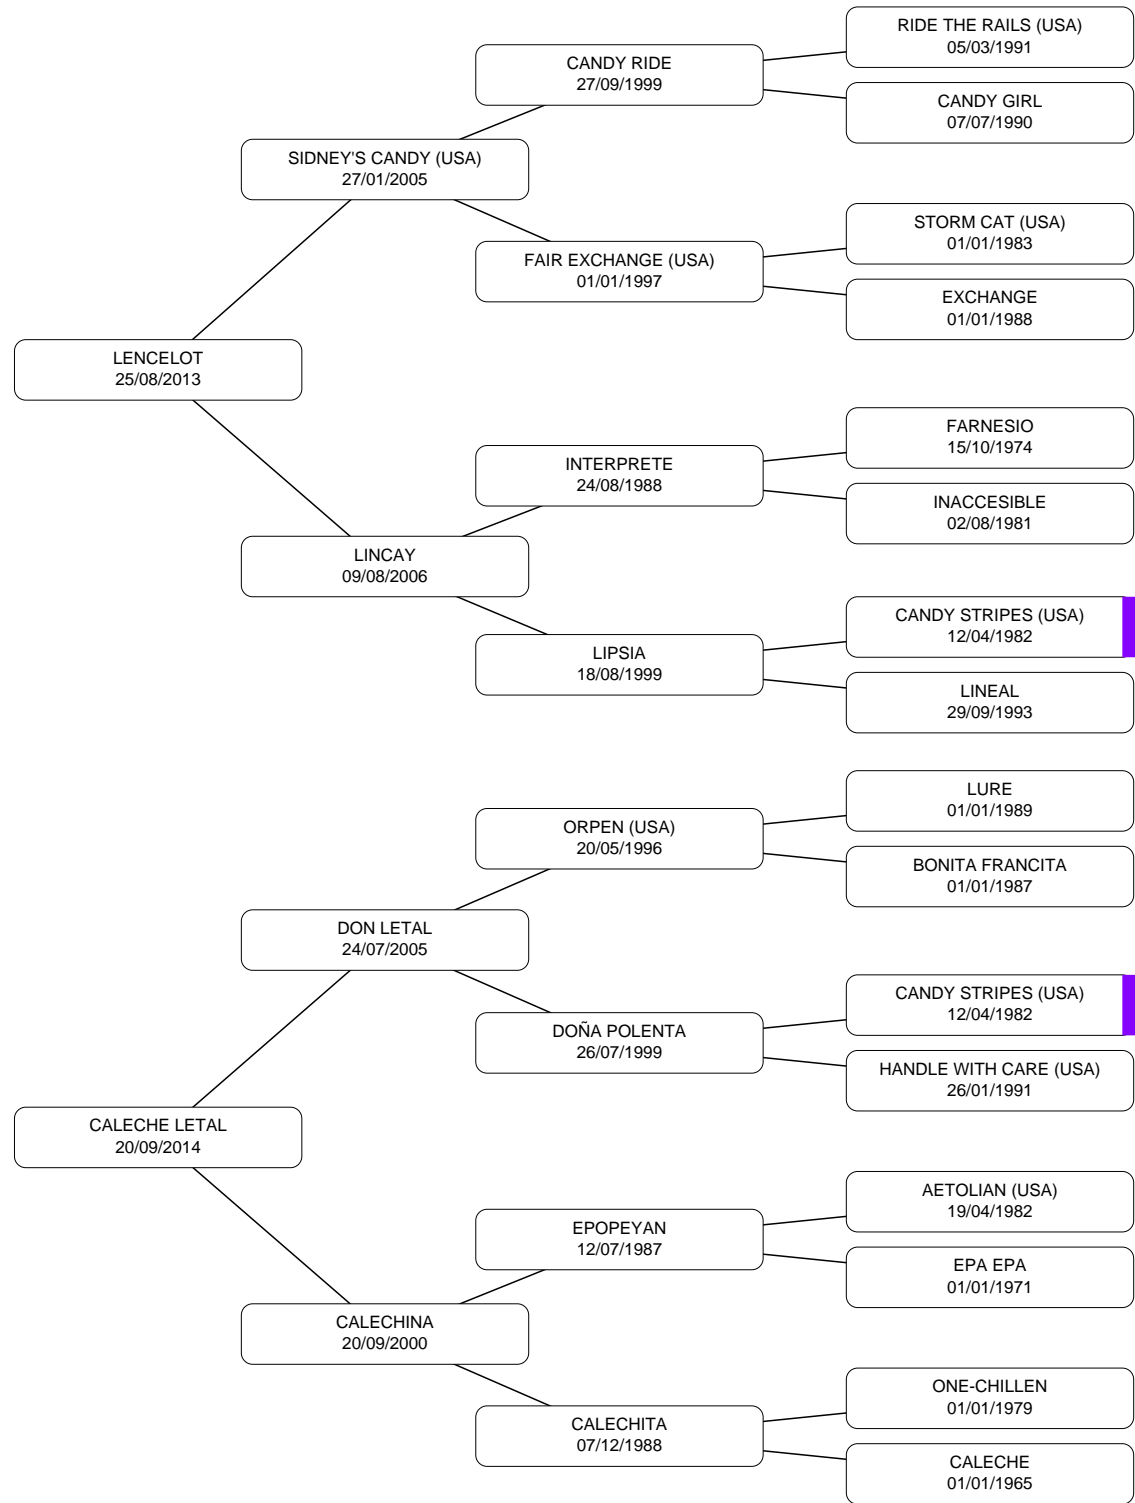 RIDE THE RAILS (USA)
05/03/1991
CANDY RIDE
27/09/1999
CANDY GIRL
07/07/1990
SIDNEY'S CANDY (USA)
27/01/2005
STORM CAT (USA)
01/01/1983
FAIR EXCHANGE (USA)
01/01/1997
EXCHANGE
01/01/1988
LENCELOT
25/08/2013
FARNESIO
15/10/1974
INTERPRETE
24/08/1988
INACCESIBLE
02/08/1981
LINCAY
09/08/2006
CANDY STRIPES (USA)
12/04/1982
LIPSIA
18/08/1999
LINEAL
29/09/1993
LURE
01/01/1989
ORPEN (USA)
20/05/1996
BONITA FRANCITA
01/01/1987
DON LETAL
24/07/2005
CANDY STRIPES (USA)
12/04/1982
DOÑA POLENTA
26/07/1999
HANDLE WITH CARE (USA)
26/01/1991
CALECHE LETAL
20/09/2014
AETOLIAN (USA)
19/04/1982
EPOPEYAN
12/07/1987
EPA EPA
01/01/1971
CALECHINA
20/09/2000
ONE-CHILLEN
01/01/1979
CALECHITA
07/12/1988
CALECHE
01/01/1965